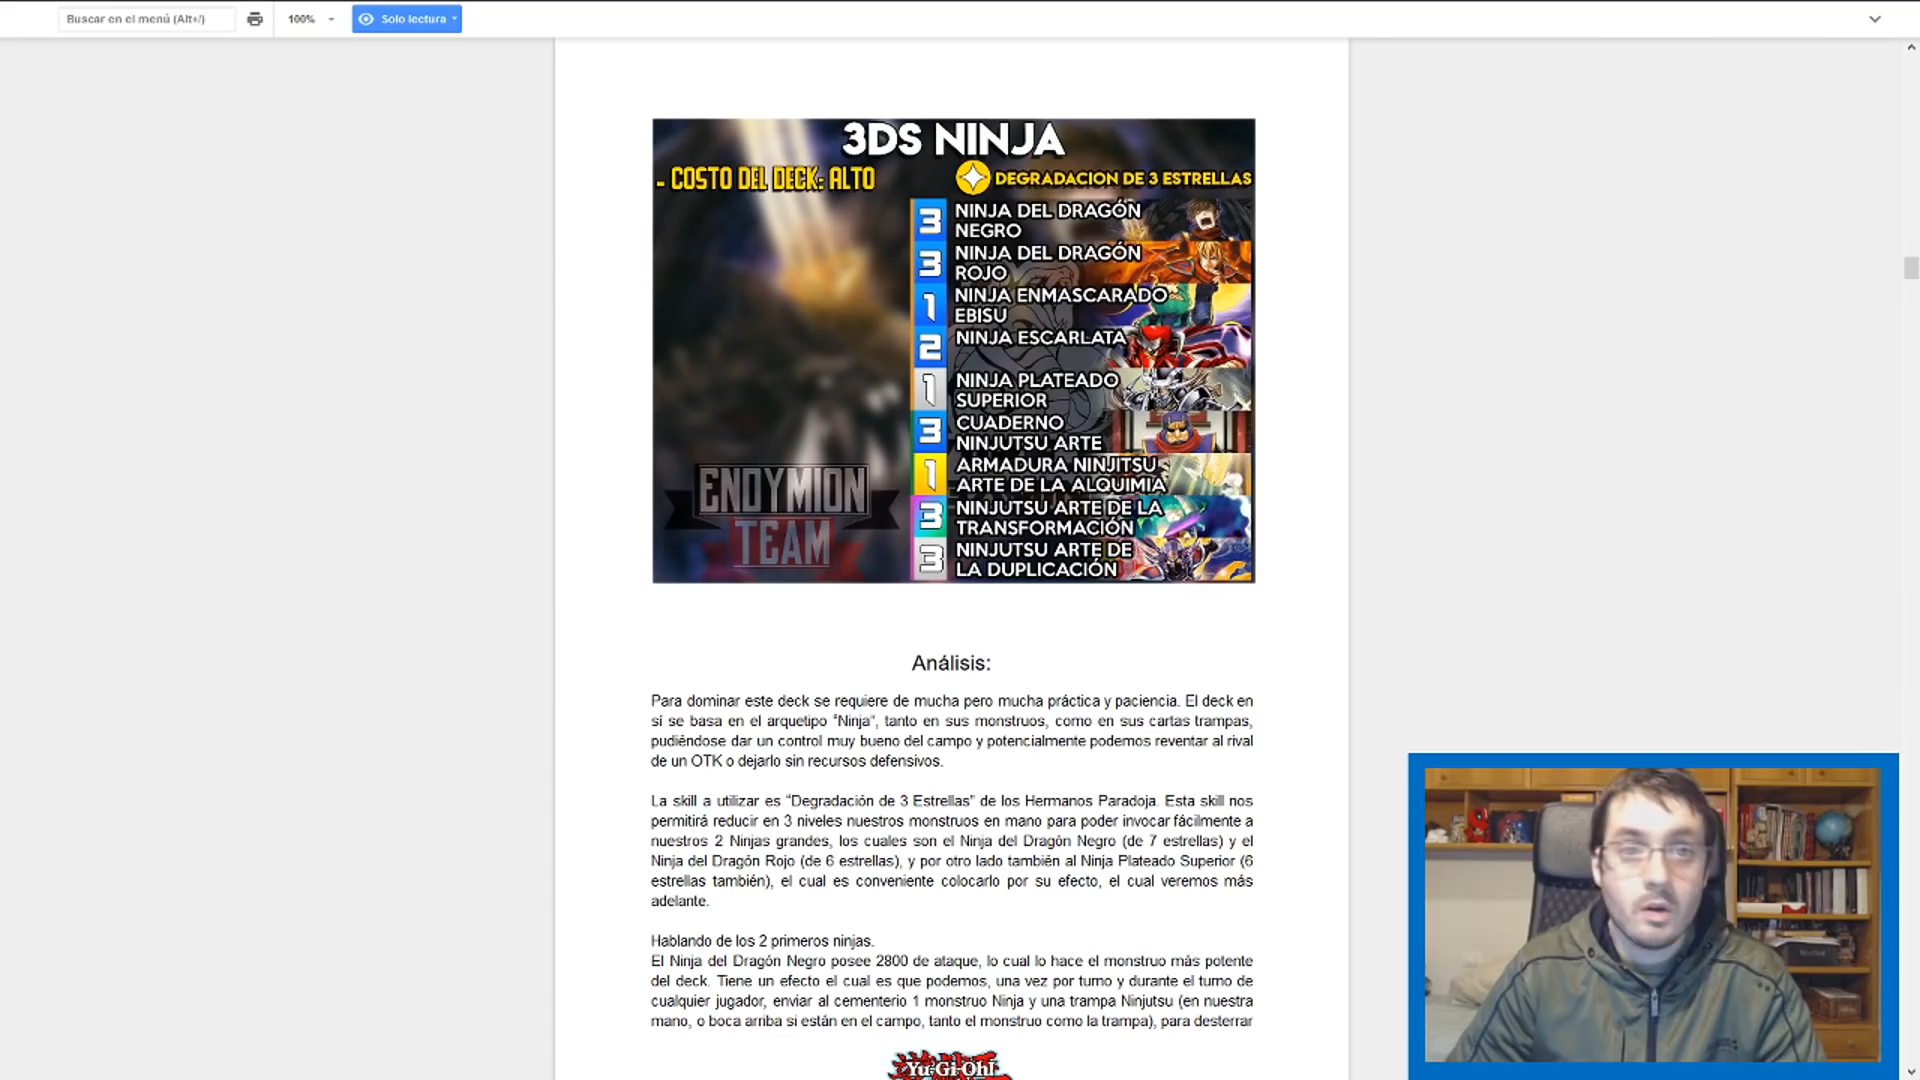 Buscar en el menú (Alt+/)
100%
Solo lectura
3DS NINJA
- COSTO DEL DECK: ALTO
DEGRADACION DE 3 ESTRELLAS
3 NINJA DEL DRAGÓN
NEGRO
3 NINJA DEL DRAGÓN
ROJO
1 NINJA ENMASCARADO
EBISU
2 NINJA ESCARLATA
1 NINJA PLATEADO
SUPERIOR
3 CUADERNO
NINJUTSU ARTE
1 ARMADURA NINJITSU
ARTE DE LA ALQUIMIA
3 NINJUTSU ARTE DE LA
TRANSFORMACIÓN
3 NINJUTSU ARTE DE
LA DUPLICACIÓN
ENDYMION
TEAM
Análisis:
Para dominar este deck se requiere de mucha pero mucha práctica y paciencia. El deck en
sí se basa en el arquetipo “Ninja”, tanto en sus monstruos, como en sus cartas trampas,
pudiéndose dar un control muy bueno del campo y potencialmente podemos reventar al rival
de un OTK o dejarlo sin recursos defensivos.
La skill a utilizar es “Degradación de 3 Estrellas” de los Hermanos Paradoja. Esta skill nos
permitirá reducir en 3 niveles nuestros monstruos en mano para poder invocar fácilmente a
nuestros 2 Ninjas grandes, los cuales son el Ninja del Dragón Negro (de 7 estrellas) y el
Ninja del Dragón Rojo (de 6 estrellas), y por otro lado también al Ninja Plateado Superior (6
estrellas también), el cual es conveniente colocarlo por su efecto, el cual veremos más
adelante.
Hablando de los 2 primeros ninjas.
El Ninja del Dragón Negro posee 2800 de ataque, lo cual lo hace el monstruo más potente
del deck. Tiene un efecto el cual es que podemos, una vez por turno y durante el turno de
cualquier jugador, enviar al cementerio 1 monstruo Ninja y una trampa Ninjutsu (en nuestra
mano, o boca arriba si están en el campo, tanto el monstruo como la trampa), para desterrar
Yu-Gi-Oh!